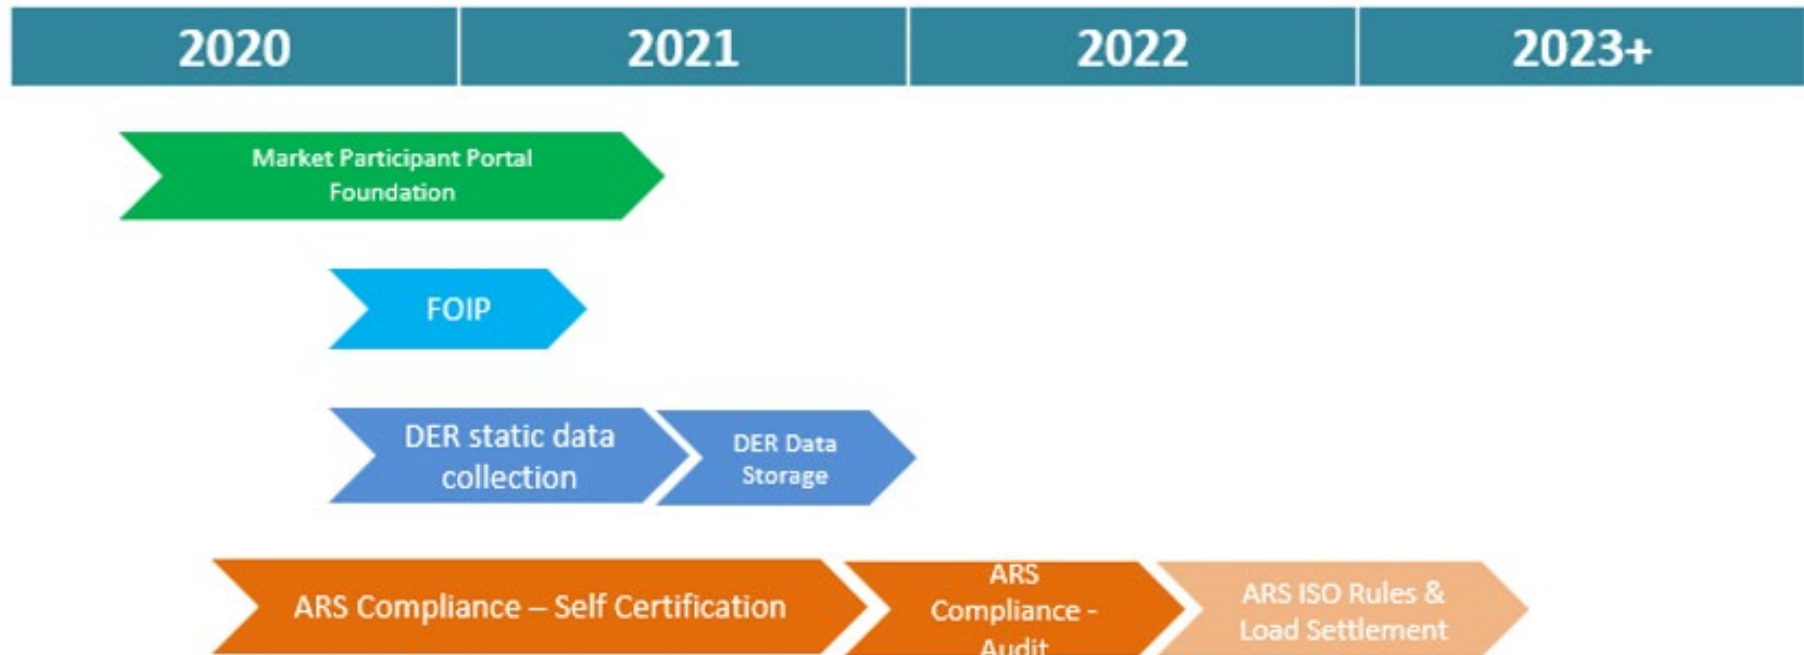 2020
2021
2022
2023+
Market Participant Portal
Foundation
FOIP
DER static data
collection
DER Data
Storage
ARS Compliance – Self Certification
ARS
Compliance -
Audit
ARS ISO Rules &
Load Settlement